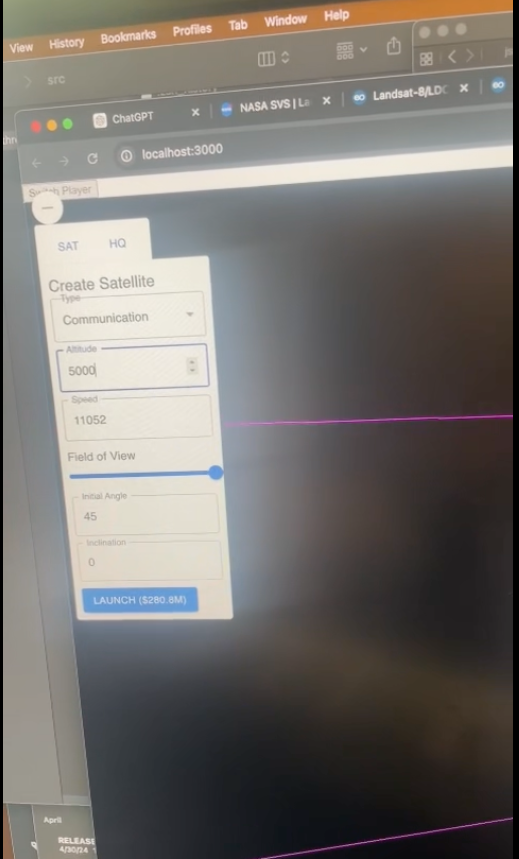 View History Bookmarks Profiles Tab Window Help
src
ChatGPT
NASA SVS | La
Landsat-8/LDC
localhost:3000
Switch Player
SAT HQ
Create Satellite
Type
Communication
Altitude
5000
Speed
11052
Field of View
Initial Angle
45
Inclination
0
LAUNCH ($280.8M)
April
RELEASE
4/30/24